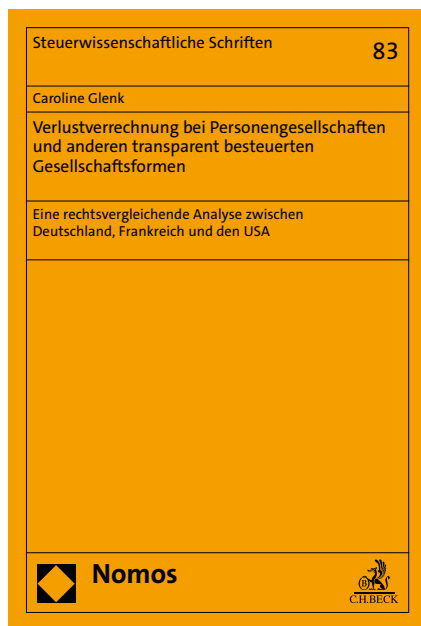 Steuerwissenschaftliche Schriften
83
Caroline Glenk
Verlustverrechnung bei Personengesellschaften
und anderen transparent besteuerten
Gesellschaftsformen
Eine rechtsvergleichende Analyse zwischen
Deutschland, Frankreich und den USA
Nomos
B
C.H.BECK